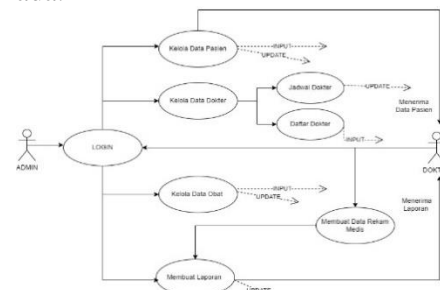 Kelola Data Pasien
INPUT
UPDATE
Kelola Data Dokter
Jadwal Dokter
UPDATE
Menerima
Data Pasien
Daftar Dokter
INPUT
LOGIN
ADMIN
Kelola Data Obat
INPUT
UPDATE
Menerima
Laporan
Membuat Data Rekam
Medis
Membuat Laporan